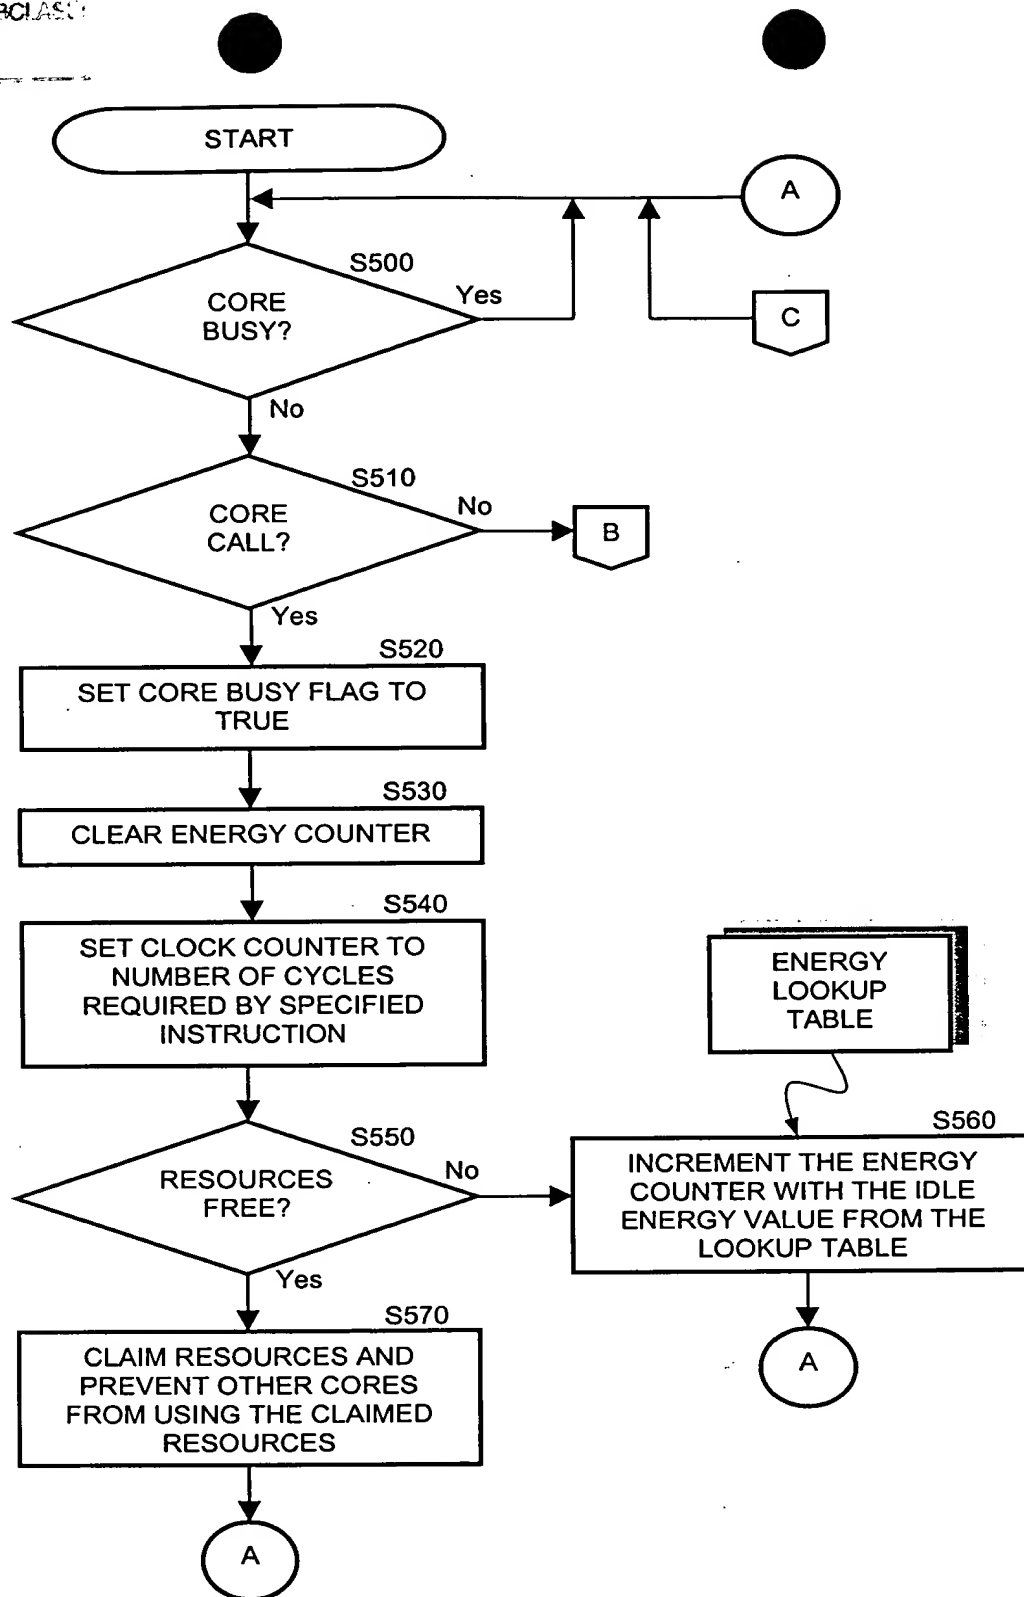 START
A
S500
CORE
BUSY?
Yes
C
No
S510
CORE
CALL?
No
B
Yes
S520
SET CORE BUSY FLAG TO
TRUE
S530
CLEAR ENERGY COUNTER
S540
SET CLOCK COUNTER TO
NUMBER OF CYCLES
REQUIRED BY SPECIFIED
INSTRUCTION
ENERGY
LOOKUP
TABLE
S550
RESOURCES
FREE?
No
S560
INCREMENT THE ENERGY
COUNTER WITH THE IDLE
ENERGY VALUE FROM THE
LOOKUP TABLE
Yes
A
S570
CLAIM RESOURCES AND
PREVENT OTHER CORES
FROM USING THE CLAIMED
RESOURCES
A